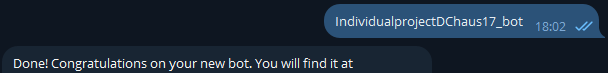 IndividualprojectDChaus17_bot 18:02
Done! Congratulations on your new bot. You will find it at